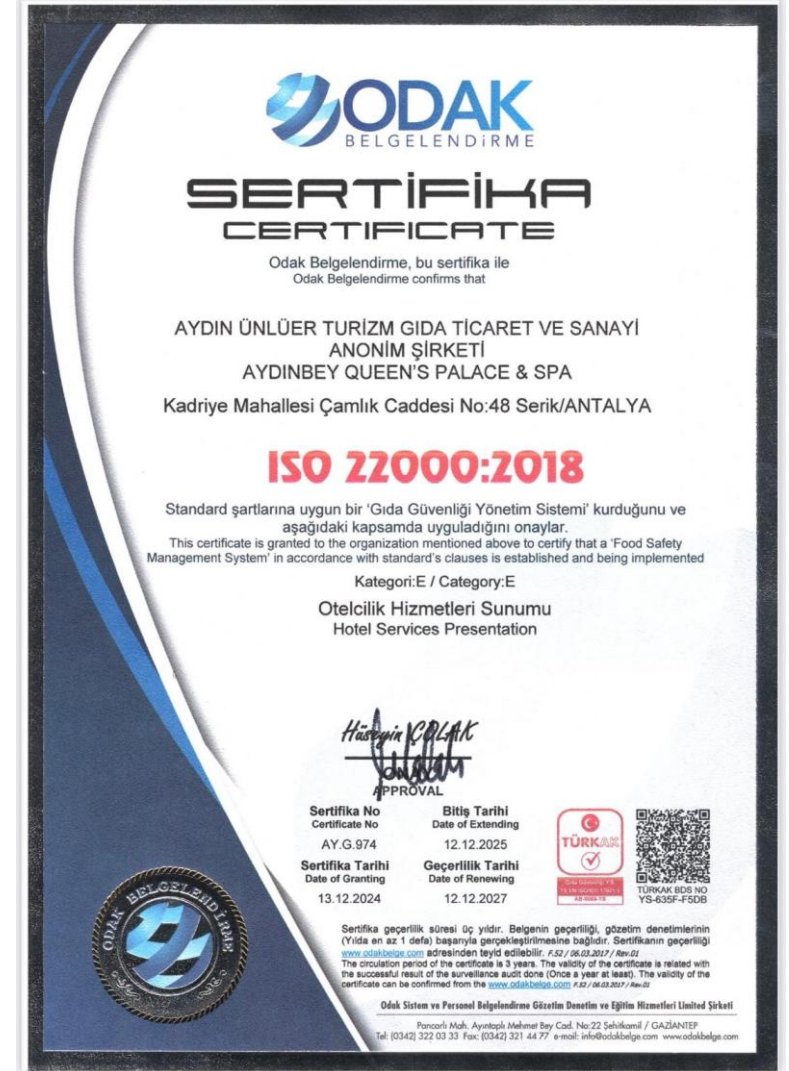 ODAK
BELGELENDİRME
SERTİFİKA
CERTIFICATE
Odak Belgelendirme, bu sertifika ile
Odak Belgelendirme confirms that
AYDIN ÜNLÜER TURİZM GIDA TİCARET VE SANAYİ
ANONİM ŞİRKETİ
AYDINBEY QUEEN'S PALACE & SPA
Kadriye Mahallesi Çamlık Caddesi No:48 Serik/ANTALYA
ISO 22000:2018
Standard şartlarına uygun bir 'Gıda Güvenliği Yönetim Sistemi' kurduğunu ve
aşağıdaki kapsamda uyguladığını onaylar.
This certificate is granted to the organization mentioned above to certify that a 'Food Safety
Management System' in accordance with standard's clauses is established and being implemented
Kategori:E / Category:E
Otelcilik Hizmetleri Sunumu
Hotel Services Presentation
Hüseyin ÇOLAK
ONAY
APPROVAL
Sertifika No
Certificate No
AY.G.974
Bitiş Tarihi
Date of Extending
12.12.2025
Sertifika Tarihi
Date of Granting
13.12.2024
Geçerlilik Tarihi
Date of Renewing
12.12.2027
TÜRKAK
TÜRKAK BDS NO
YS-635F-F5DB
ODAK BELGELENDİRME
Sertifika geçerlilik süresi üç yıldır. Belgenin geçerliliği, gözetim denetimlerinin
(Yılda en az 1 defa) başarıyla gerçekleştirilmesine bağlıdır. Sertifikanın geçerliliği
www.odakbelge.com adresinden teyid edilebilir. F.52 / 06.03.2017 / Rev.01
The circulation period of the certificate is 3 years. The validity of the certificate is related with
the successful result of the surveillance audit done (Once a year at least). The validity of the
certificate can be confirmed from the www.odakbelge.com F.52 / 06.03.2017 / Rev.01
Odak Sistem ve Personel Belgelendirme Gözetim Denetim ve Eğitim Hizmetleri Limited Şirketi
Pancarlı Mah. Ayıntaplı Mehmet Bey Cad. No:22 Şehitkamil / GAZİANTEP
Tel: (0342) 322 03 33 Fax: (0342) 321 44 77 e-mail: info@odakbelge.com www.odakbelge.com